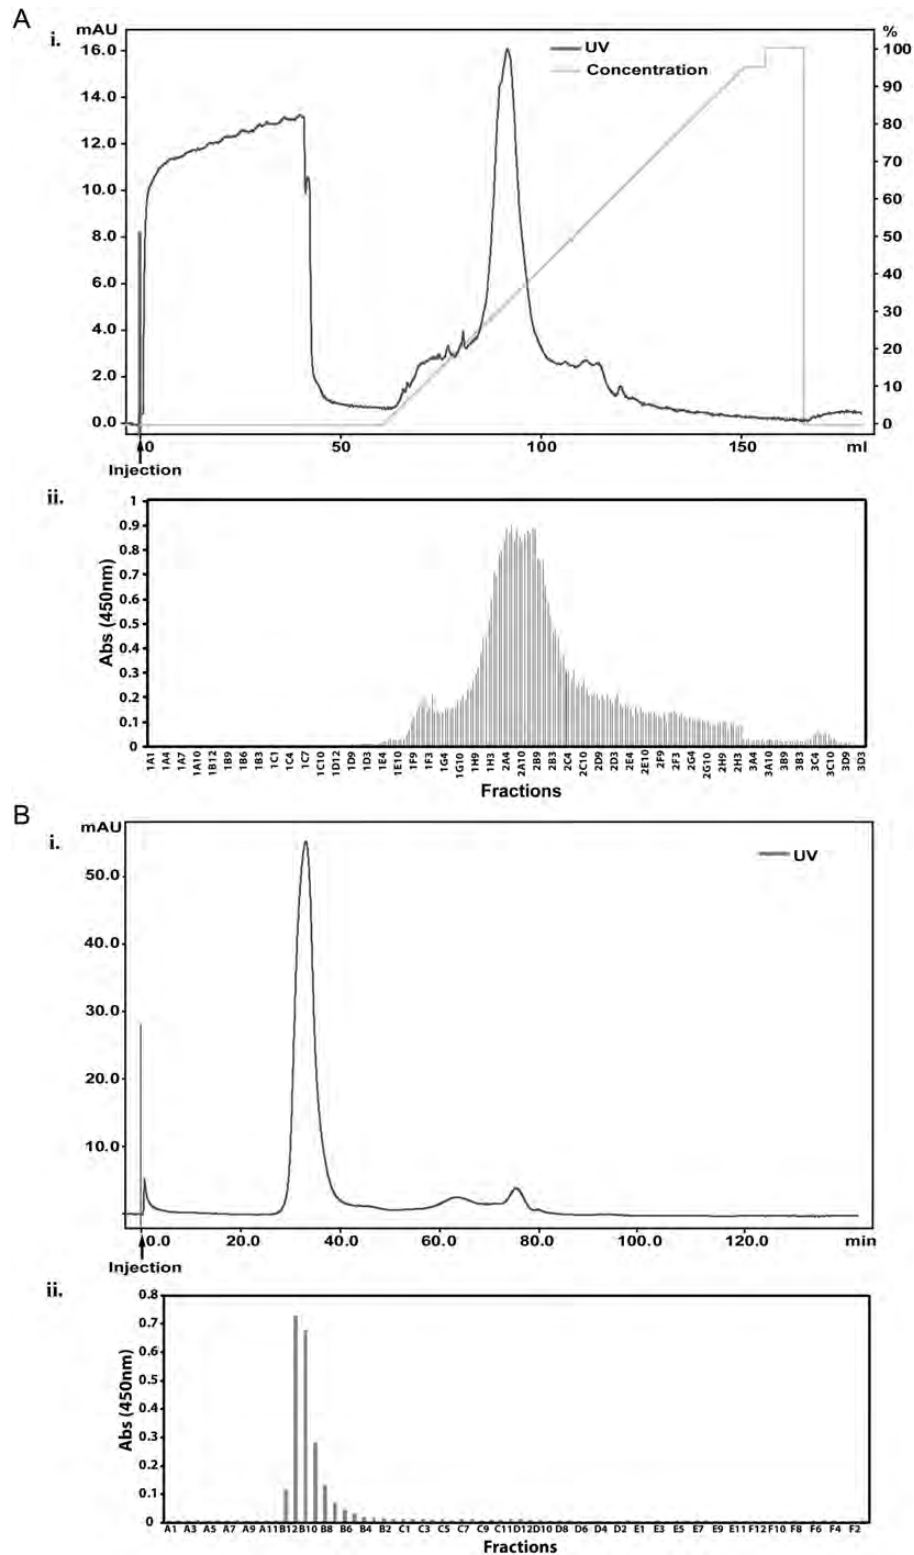 A
i.
mAU
%
16.0
14.0
12.0
10.0
8.0
6.0
4.0
2.0
0.0
100
90
80
70
60
50
40
30
20
10
0
UV
Concentration
0 50 100 150 ml
Injection
ii.
Abs (450nm)
1
0.9
0.8
0.7
0.6
0.5
0.4
0.3
0.2
0.1
0
1A1 1A4 1A7 1A10 1B12 1B9 1B6 1B3 1C1 1C4 1C7 1C10 1D12 1D9 1D3 1E4 1E10 1F9 1F3 1G4 1G10 1H9 1H3 2A4 2A10 2B9 2B3 2C4 2C10 2D9 2D3 2E4 2E10 2F9 2F3 2G4 2G10 2H9 2H3 3A4 3A10 3B9 3B3 3C4 3C10 3D9 3D3
Fractions
B
i.
mAU
50.0
40.0
30.0
20.0
10.0
UV
0.0 20.0 40.0 60.0 80.0 100.0 120.0 min
Injection
ii.
Abs (450nm)
0.8
0.7
0.6
0.5
0.4
0.3
0.2
0.1
0
A1 A3 A5 A7 A9 A11 B12 B10 B8 B6 B4 B2 C1 C3 C5 C7 C9 C11 D12 D10 D8 D6 D4 D2 E1 E3 E5 E7 E9 E11 F12 F10 F8 F6 F4 F2
Fractions